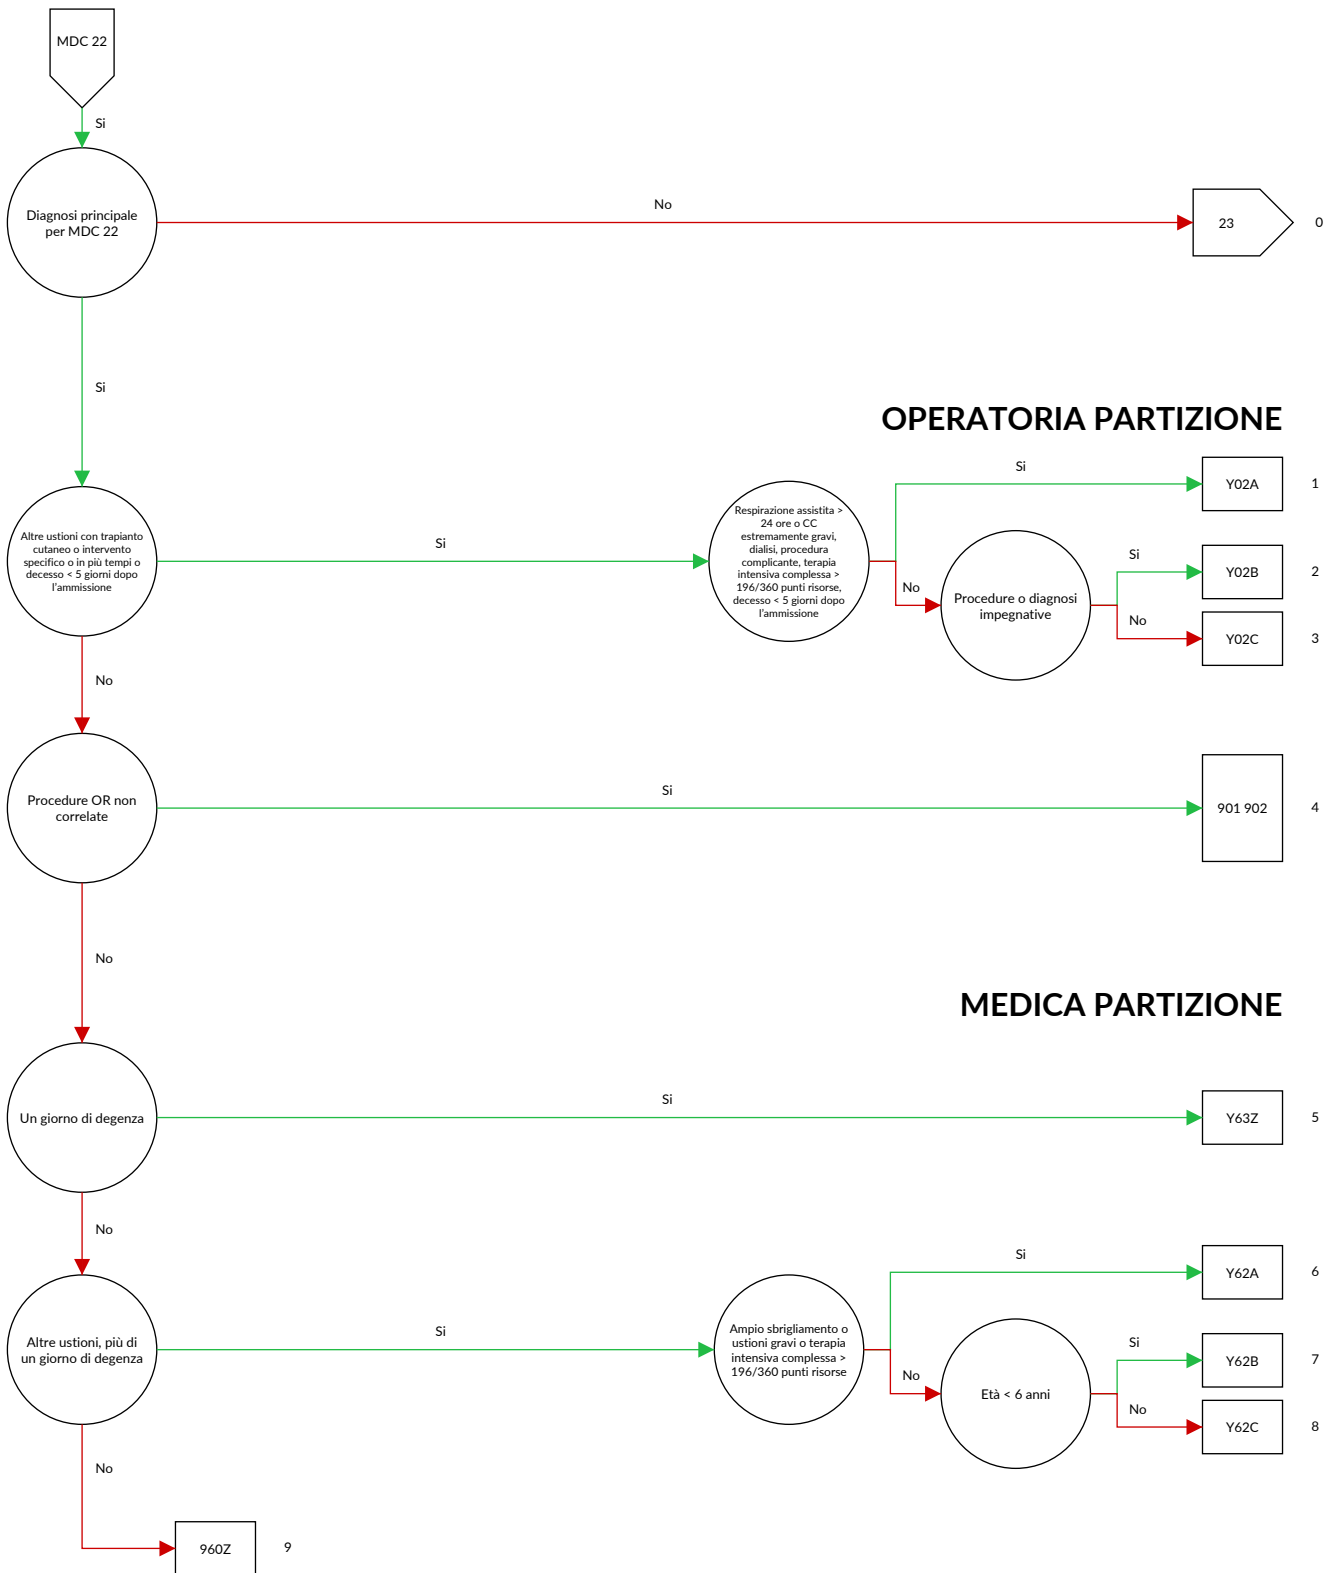 MDC 22
Si
Diagnosi principale
per MDC 22
No
23
0
Si
OPERATORIA PARTIZIONE
Altre ustioni con trapianto
cutaneo o intervento
specifico o in più tempi o
decesso < 5 giorni dopo
l'ammissione
Si
Respirazione assistita >
24 ore o CC
estremamente gravi,
dialisi, procedura
complicante, terapia
intensiva complessa >
196/360 punti risorse,
decesso < 5 giorni dopo
l'ammissione
Si
Y02A
1
No
Procedure o diagnosi
impegnative
Si
Y02B
2
No
Y02C
3
No
Procedure OR non
correlate
Si
901 902
4
No
MEDICA PARTIZIONE
Un giorno di degenza
Si
Y63Z
5
No
Altre ustioni, più di
un giorno di degenza
Si
Ampio sbrigliamento o
ustioni gravi o terapia
intensiva complessa >
196/360 punti risorse
Si
Y62A
6
No
Età < 6 anni
Si
Y62B
7
No
Y62C
8
No
960Z
9